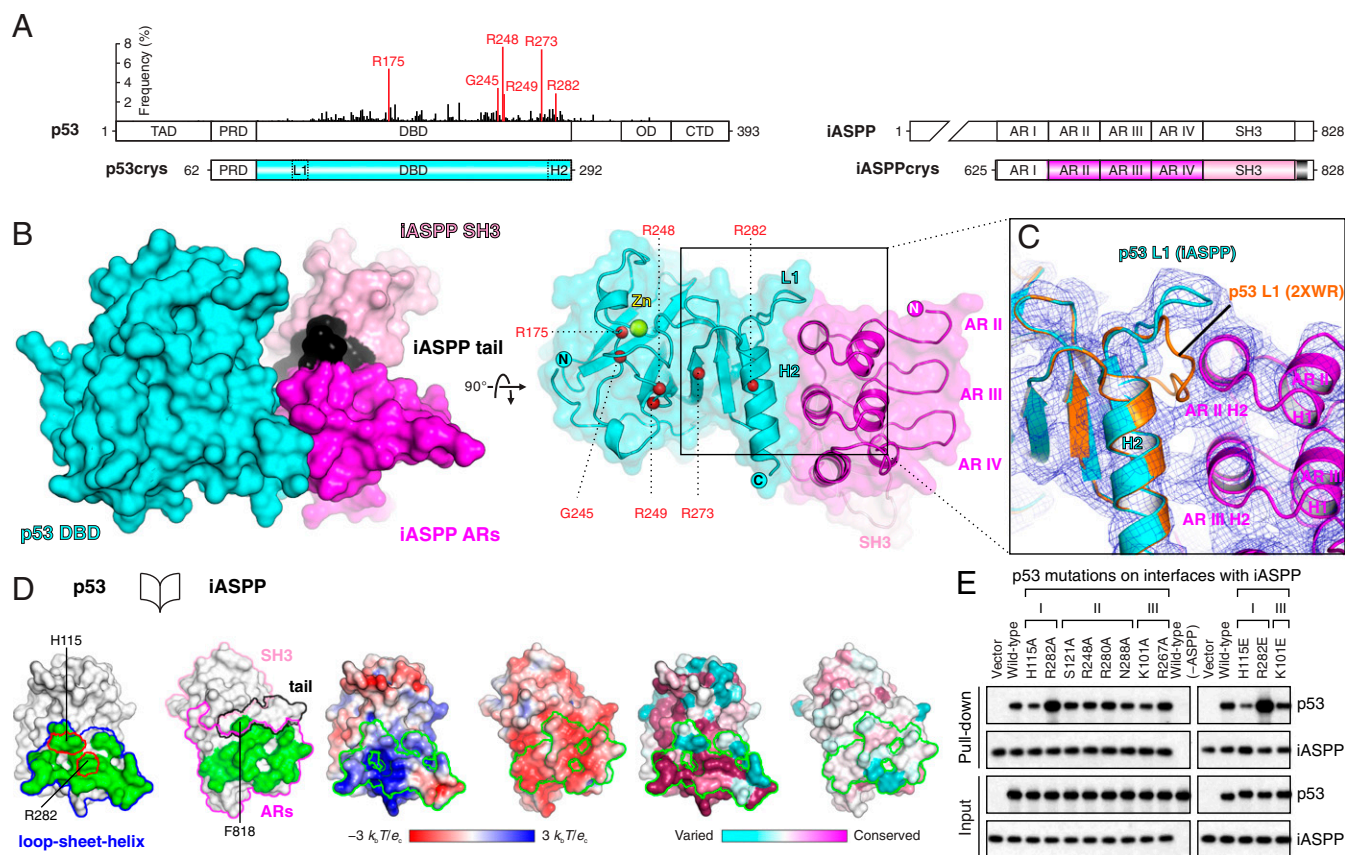 A
Frequency (%)
8
6
4
2
R175
G245
R248
R249
R273
R282
p53
1
TAD
PRD
DBD
OD
CTD
393
p53crys
62
PRD
L1
DBD
H2
292
iASPP
1
AR I
AR II
AR III
AR IV
SH3
828
iASPPcrys
625
AR I
AR II
AR III
AR IV
SH3
828
B
iASPP SH3
iASPP tail
p53 DBD
iASPP ARs
90°
R248
R282
L1
Zn
R175
N
H2
N
AR II
AR III
AR IV
C
G245
R249
R273
SH3
C
p53 L1 (iASPP)
p53 L1 (2XWR)
AR II
H1
AR II H2
H2
AR III
H1
AR III H2
D
p53
iASPP
H115
SH3
tail
R282
F818
ARs
loop-sheet-helix
−3 kbT/ec
3 kbT/ec
Varied
Conserved
E
p53 mutations on interfaces with iASPP
I
II
III
I
III
Vector
Wild-type
H115A
R282A
S121A
R248A
R280A
N288A
K101A
R267A
Wild-type
(−iASPP)
Vector
Wild-type
H115E
R282E
K101E
Pull-down
p53
iASPP
Input
p53
iASPP